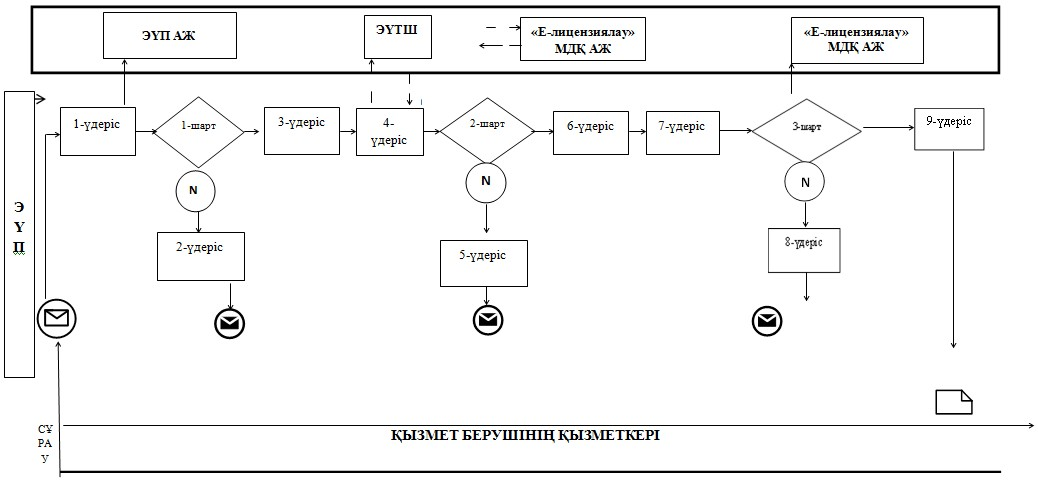 ЭҮП АЖ
ЭҮТШ
«Е-лицензиялау»
МДҚ АЖ
«Е-лицензиялау»
МДҚ АЖ
1-үдеріс
1-шарт
3-үдеріс
4-
үдеріс
2-шарт
6-үдеріс
7-үдеріс
3-шарт
9-үдеріс
N
N
N
Э
Ү
П
2-үдеріс
5-үдеріс
8-үдеріс
СҰ
РА
У
ҚЫЗМЕТ БЕРУШІНІҢ ҚЫЗМЕТКЕРІ